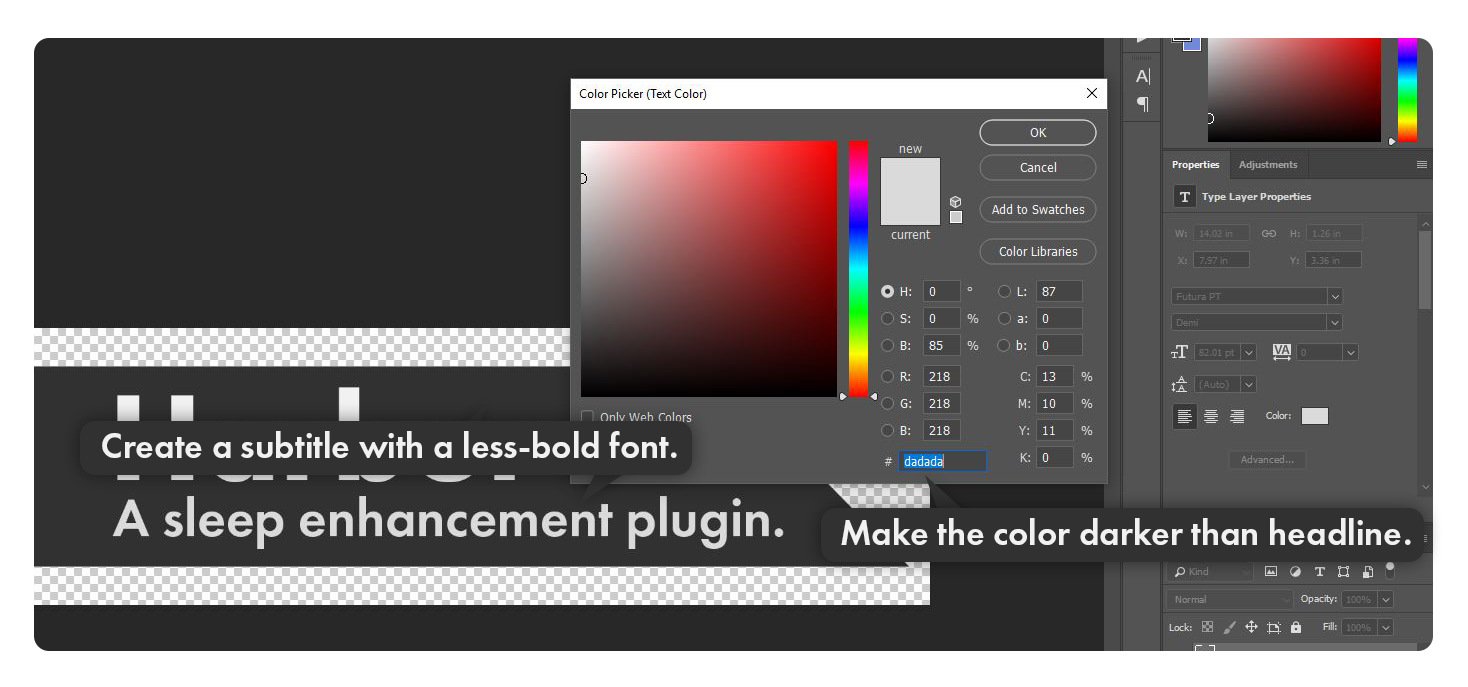 Color Picker (Text Color)
OK
new
Cancel
Add to Swatches
current
Color Libraries
H: 0 °
L: 87
S: 0 %
a: 0
B: 85 %
b: 0
R: 218
C: 13 %
G: 218
M: 10 %
B: 218
Y: 11 %
# dadada
K: 0 %
Only Web Colors
Create a subtitle with a less-bold font.
A sleep enhancement plugin.
Make the color darker than headline.
A
¶
Properties
Adjustments
T Type Layer Properties
W: 14.02 in
H: 1.26 in
X: 7.97 in
Y: 3.36 in
Futura PT
Demi
82.01 pt
VA 0
(Auto)
Color:
Advanced...
Kind
T
Normal
Opacity: 100%
Lock:
Fill: 100%